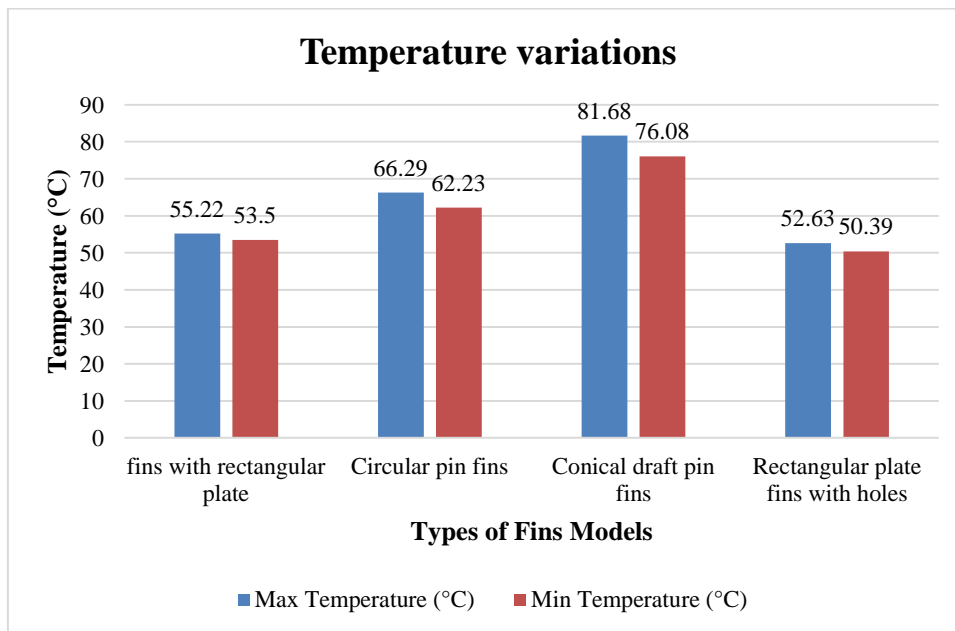 Temperature variations
90
80
70
60
50
40
30
20
10
0
Temperature (°C)
55.22
53.5
66.29
62.23
81.68
76.08
52.63
50.39
fins with rectangular
plate
Circular pin fins
Conical draft pin
fins
Rectangular plate
fins with holes
Types of Fins Models
Max Temperature (°C)
Min Temperature (°C)